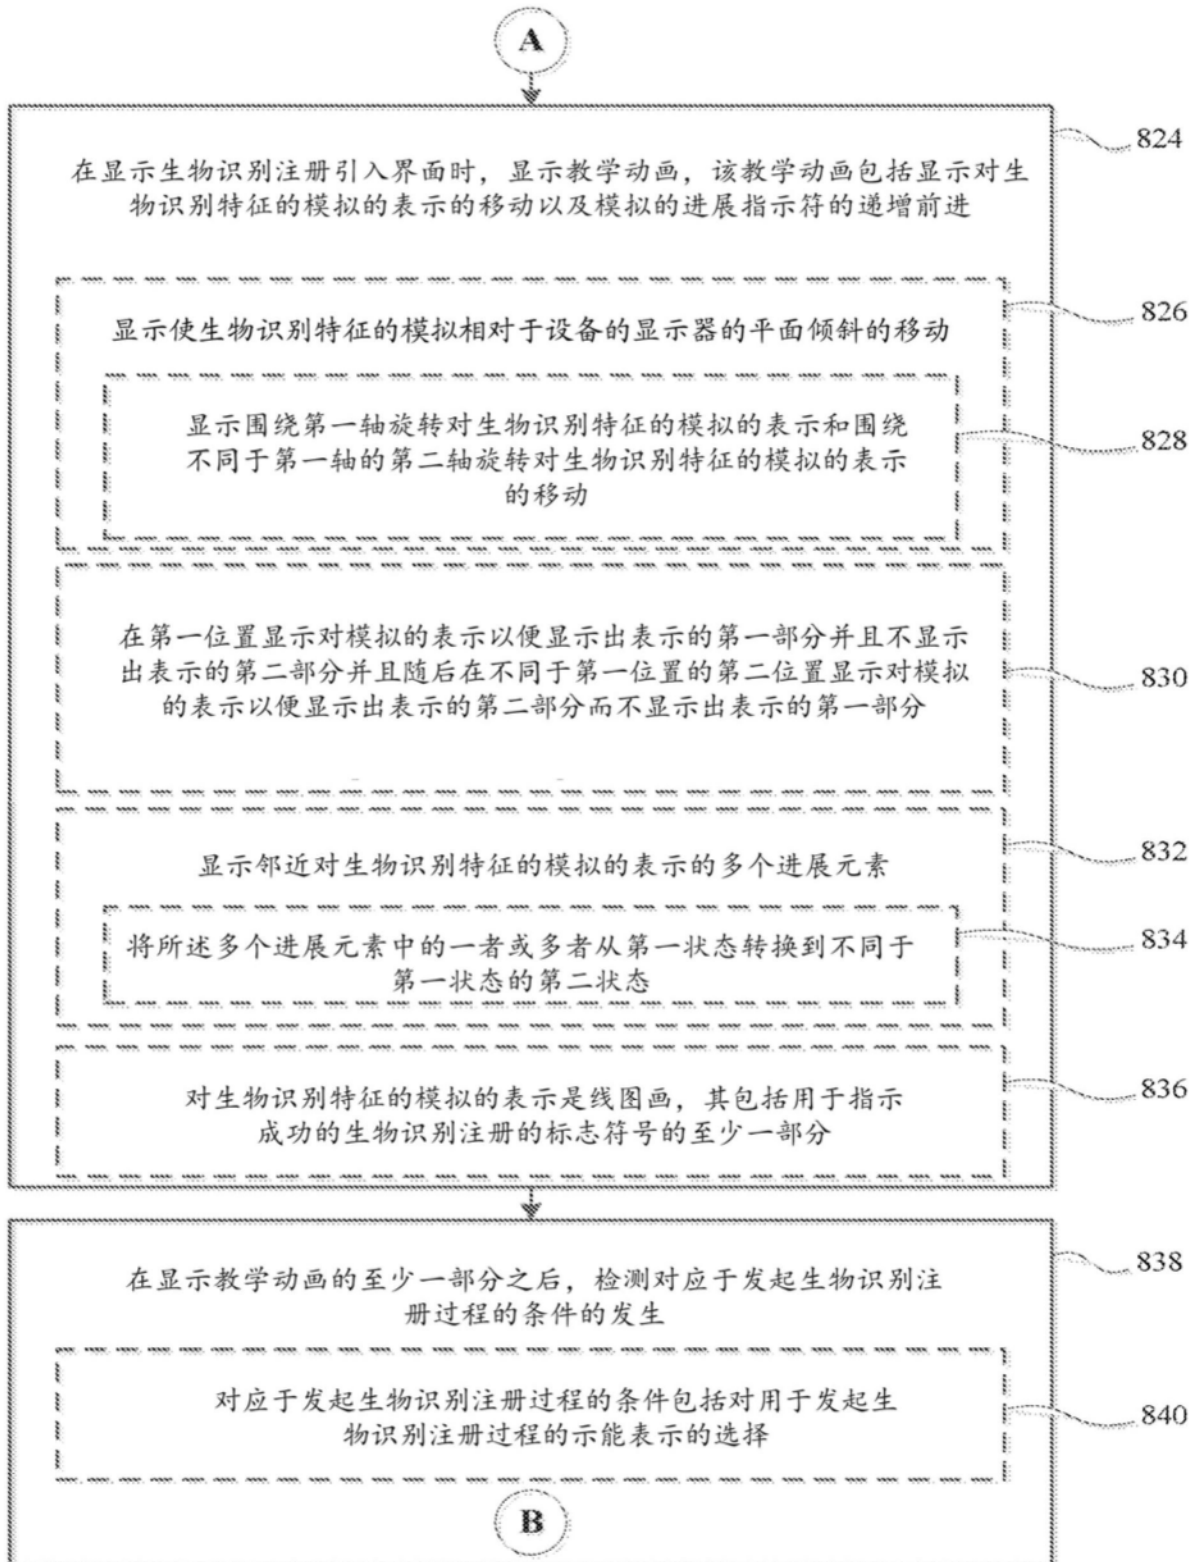 A
824
在显示生物识别注册引入界面时，显示教学动画，该教学动画包括显示对生
物识别特征的模拟的表示的移动以及模拟的进展指示符的递增前进
826
显示使生物识别特征的模拟相对于设备的显示器的平面倾斜的移动
828
显示围绕第一轴旋转对生物识别特征的模拟的表示和围绕
不同于第一轴的第二轴旋转对生物识别特征的模拟的表示
的移动
830
在第一位置显示对模拟的表示以便显示出表示的第一部分并且不显示
出表示的第二部分并且随后在不同于第一位置的第二位置显示对模拟
的表示以便显示出表示的第二部分而不显示出表示的第一部分
832
显示邻近对生物识别特征的模拟的表示的多个进展元素
834
将所述多个进展元素中的一者或多者从第一状态转换到不同于
第一状态的第二状态
836
对生物识别特征的模拟的表示是线图画，其包括用于指示
成功的生物识别注册的标志符号的至少一部分
838
在显示教学动画的至少一部分之后，检测对应于发起生物识别注
册过程的条件的发生
840
对应于发起生物识别注册过程的条件包括对用于发起生
物识别注册过程的示能表示的选择
B